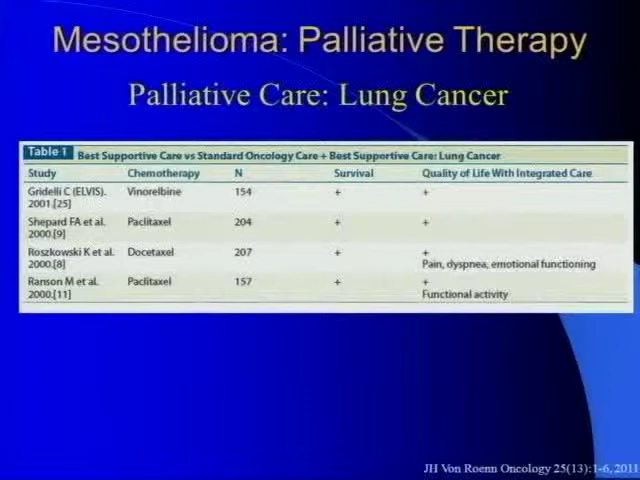 Mesothelioma: Palliative Therapy
Palliative Care: Lung Cancer
Table 1 Best Supportive Care vs Standard Oncology Care + Best Supportive Care: Lung Cancer
Study Chemotherapy N Survival Quality of Life With Integrated Care
Gridelli C (ELVIS). Vinorelbine 154 + +
2001.[25]
Shepard FA et al. Paclitaxel 204 + +
2000.[9]
Roszkowski K et al. Docetaxel 207 + +
2000.[8] Pain, dyspnea, emotional functioning
Ranson M et al. Paclitaxel 157 + +
2000.[11] Functional activity
JH Von Roenn Oncology 25(13):1-6, 2011